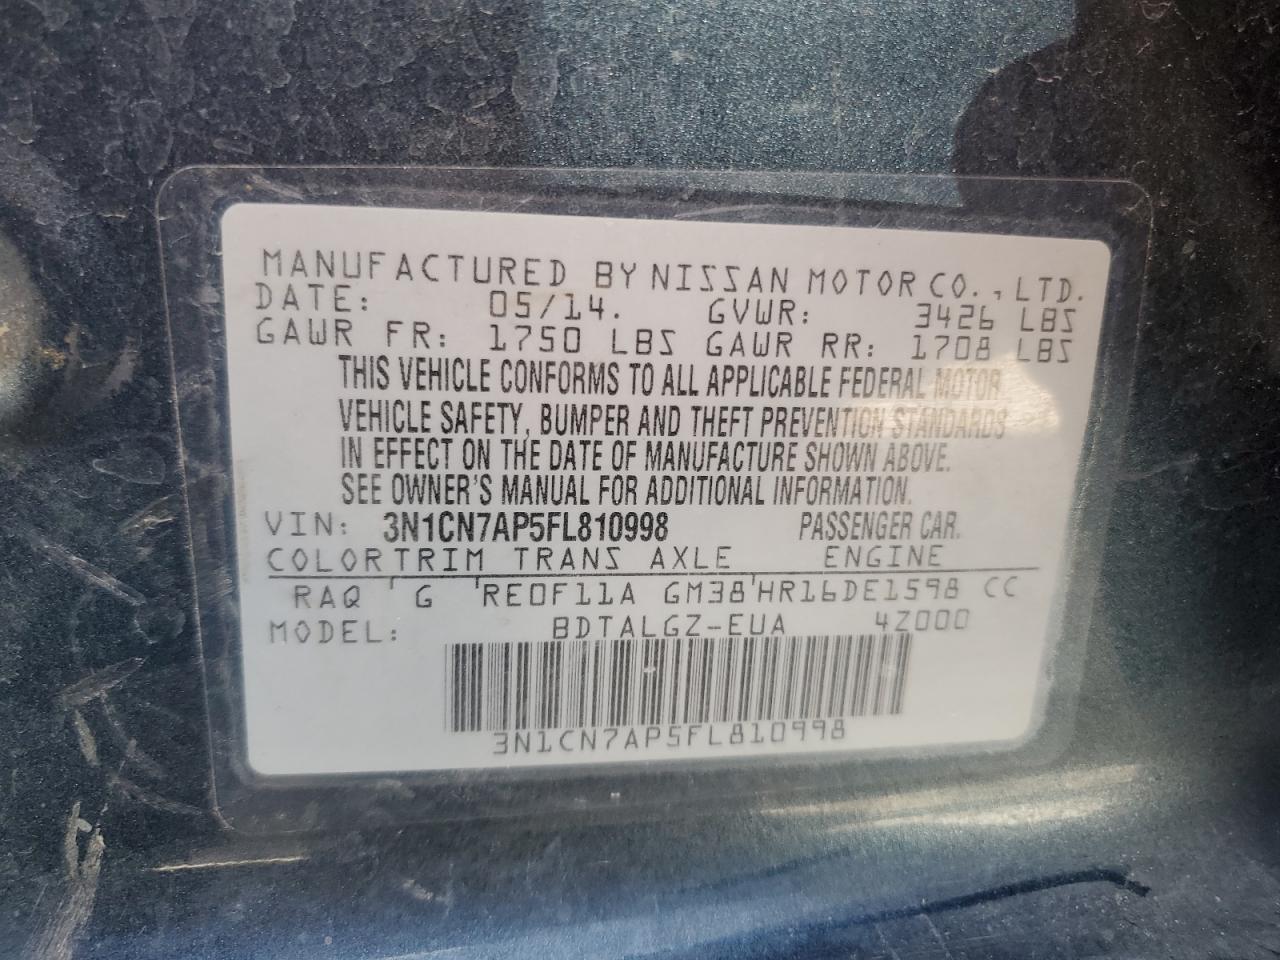 MANUFACTURED BY NISSAN MOTOR CO., LTD.
DATE: 05/14. GVWR: 3426 LBS
GAWR FR: 1750 LBS GAWR RR: 1708 LBS
THIS VEHICLE CONFORMS TO ALL APPLICABLE FEDERAL MOTOR
VEHICLE SAFETY, BUMPER AND THEFT PREVENTION STANDARDS
IN EFFECT ON THE DATE OF MANUFACTURE SHOWN ABOVE.
SEE OWNER'S MANUAL FOR ADDITIONAL INFORMATION.
VIN: 3N1CN7AP5FL810998 PASSENGER CAR.
COLOR TRIM TRANS AXLE ENGINE
RAQ G RE0F11A GM38 HR16DE1598 CC
MODEL: BDTALGZ-EUA 4Z000
3N1CN7AP5FL810998